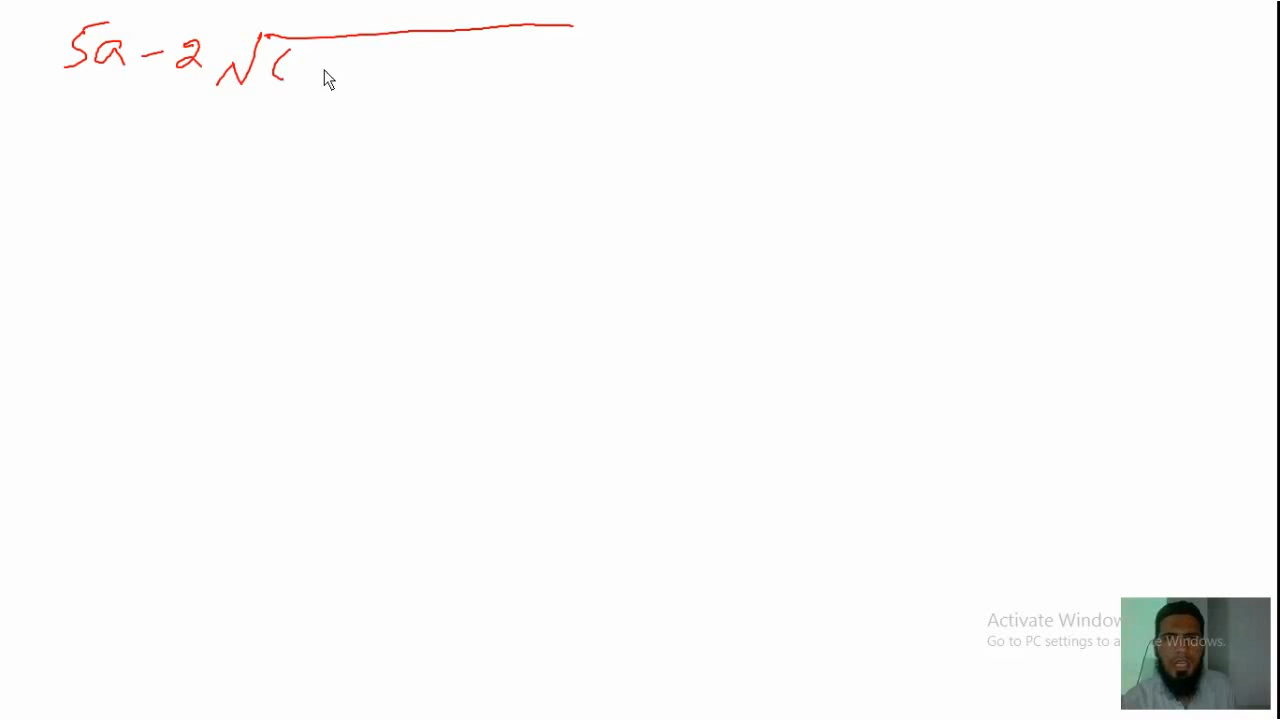 5a - 2 √(
Activate Window
Go to PC settings to a e Windows.